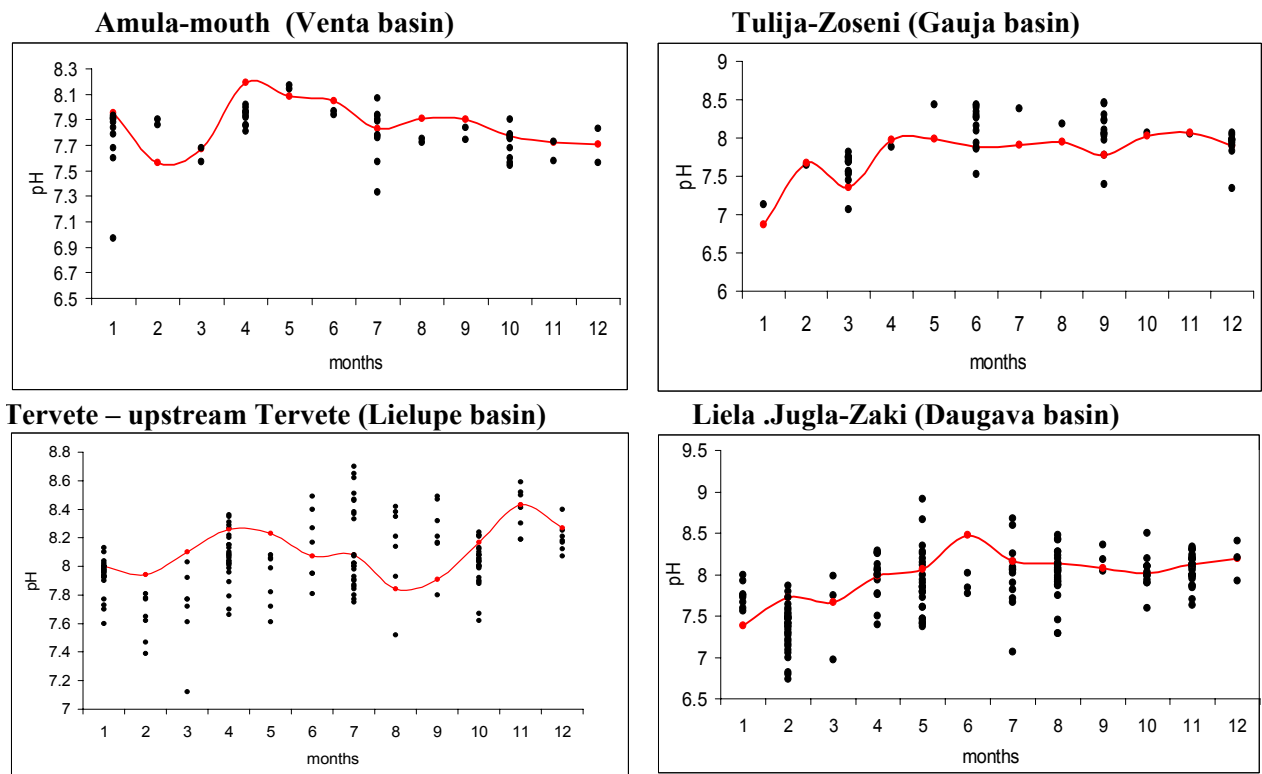 Amula-mouth (Venta basin)
8.3
8.1
7.9
7.7
7.5
7.3
7.1
6.9
6.7
6.5
pH
1 2 3 4 5 6 7 8 9 10 11 12
months
Tulija-Zoseni (Gauja basin)
9
8.5
8
7.5
7
6.5
6
pH
1 2 3 4 5 6 7 8 9 10 11 12
months
Tervete – upstream Tervete (Lielupe basin)
8.8
8.6
8.4
8.2
8
7.8
7.6
7.4
7.2
7
pH
1 2 3 4 5 6 7 8 9 10 11 12
months
Liela .Jugla-Zaki (Daugava basin)
9.5
9
8.5
8
7.5
7
6.5
pH
1 2 3 4 5 6 7 8 9 10 11 12
months